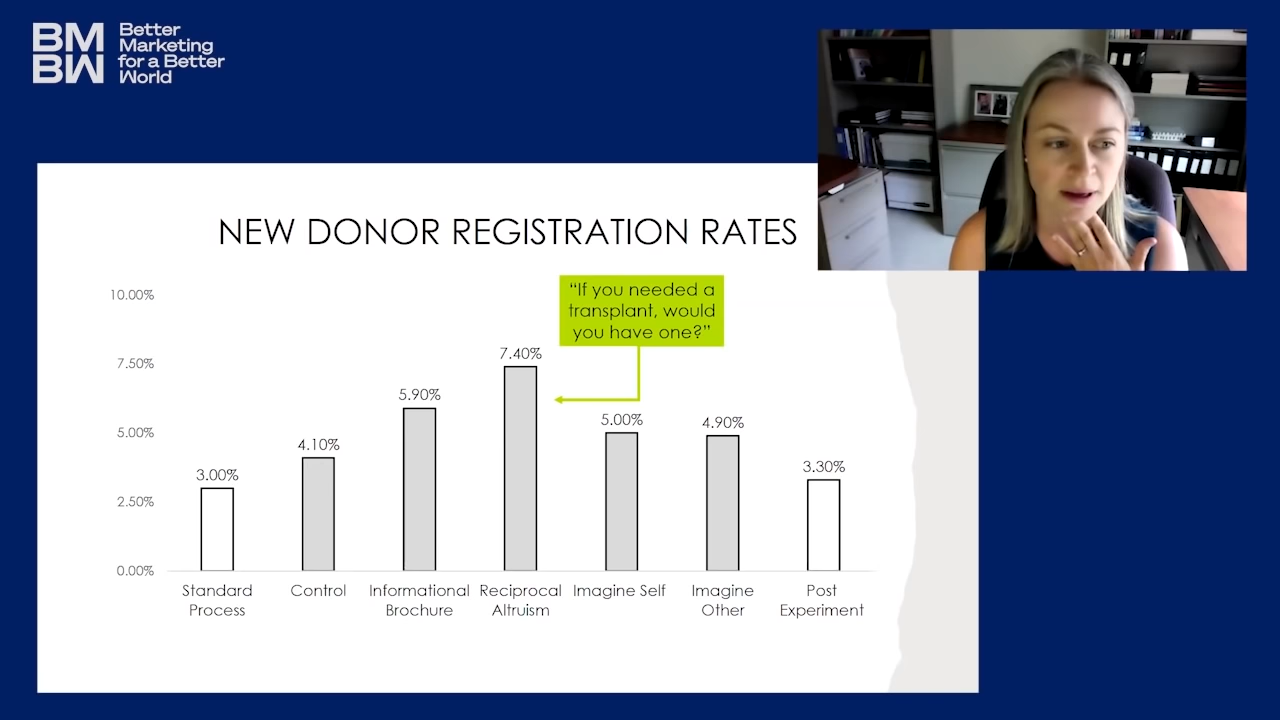 BM
BW
Better
Marketing
for a Better
World
NEW DONOR REGISTRATION RATES
“If you needed a
transplant, would
you have one?”
10.00%
7.50%
5.00%
2.50%
0.00%
3.00%
4.10%
5.90%
7.40%
5.00%
4.90%
3.30%
Standard
Process
Control
Informational
Brochure
Reciprocal
Altruism
Imagine Self
Imagine
Other
Post
Experiment